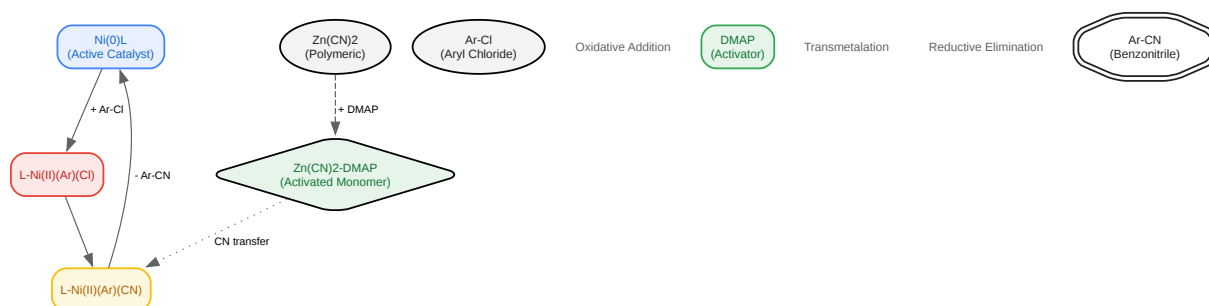 Ni(0)L
(Active Catalyst)
Zn(CN)2
(Polymeric)
Ar-Cl
(Aryl Chloride)
Oxidative Addition
DMAP
(Activator)
Transmetalation
Reductive Elimination
Ar-CN
(Benzonitrile)
+ Ar-Cl
+ DMAP
L-Ni(II)(Ar)(Cl)
- Ar-CN
Zn(CN)2-DMAP
(Activated Monomer)
CN transfer
L-Ni(II)(Ar)(CN)